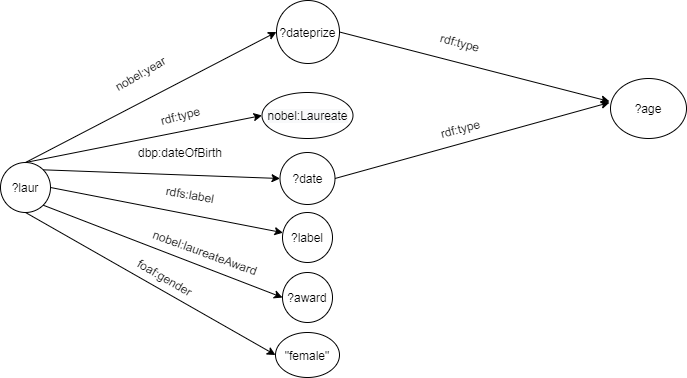 ?dateprize
rdf:type
nobel:year
rdf:type
nobel:Laureate
?age
rdf:type
dbp:dateOfBirth
?laur
?date
rdfs:label
?label
nobel:laureateAward
?award
foaf:gender
"female"